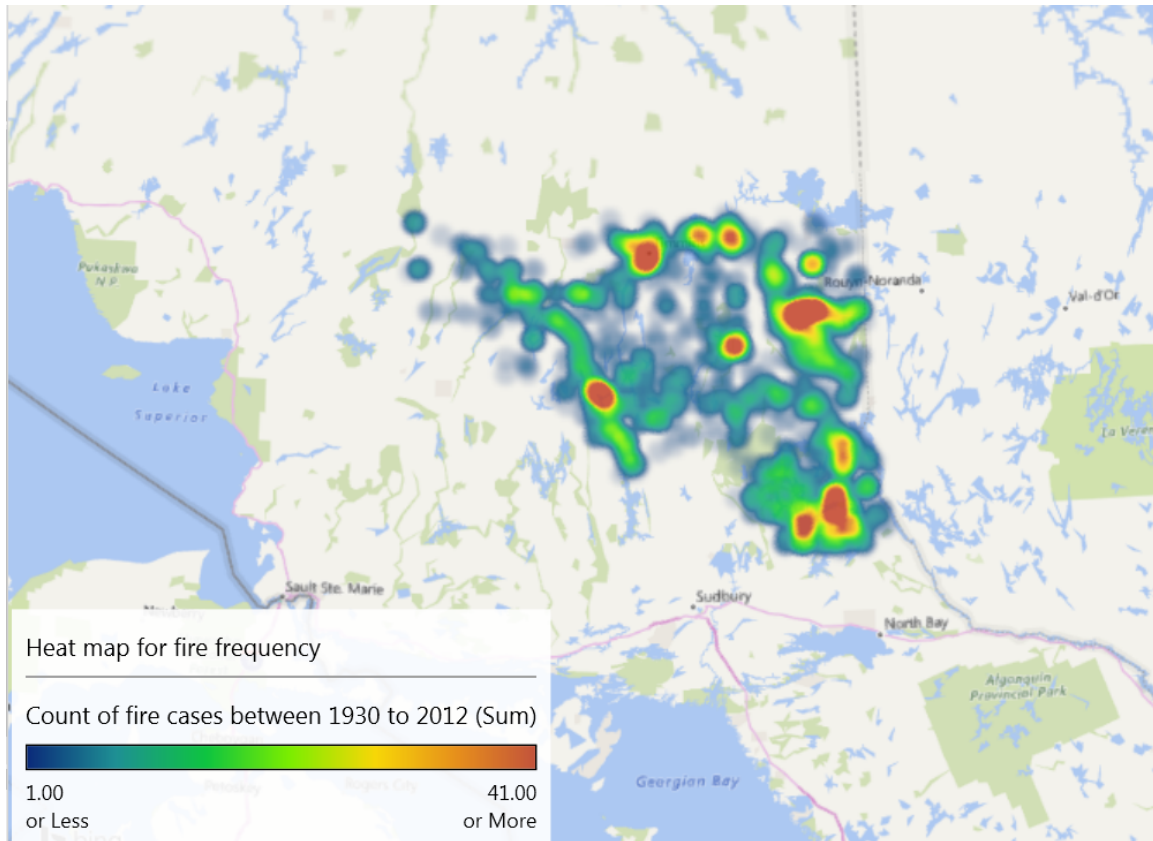 Pukaskwa
N.P.
Rouyn-Noranda
Val-d'Or
Lake
Superior
La Veren
Sault Ste. Marie
Sudbury
North Bay
Algonquin
Provincial Park
Georgian Bay
Heat map for fire frequency
Count of fire cases between 1930 to 2012 (Sum)
1.00
or Less
41.00
or More